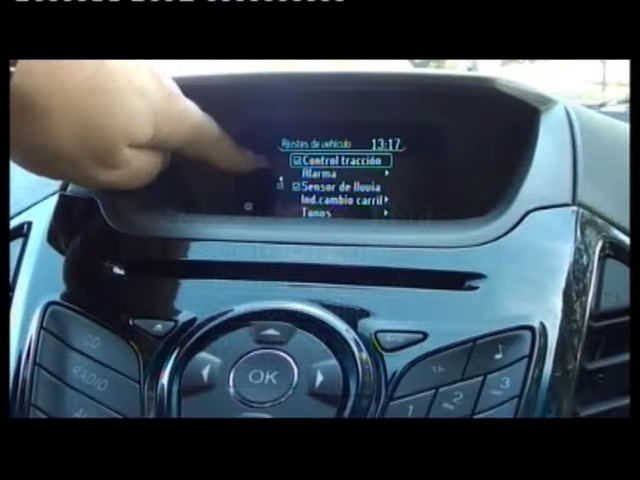 Ajustes de vehículo 13:17
Control tracción
Alarma
Sensor de lluvia
Ind.cambio carril
Tonos
CD
RADIO
OK
TA
1
2
3